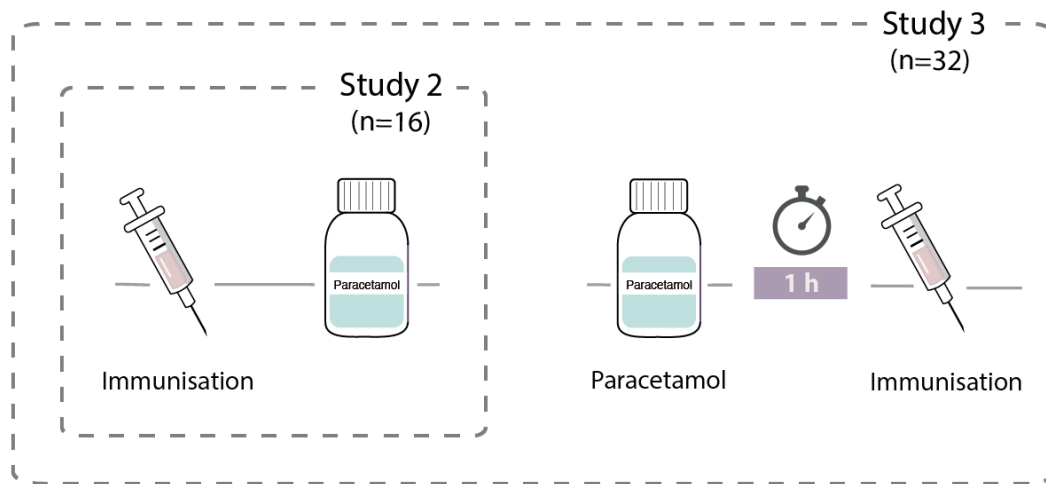 Study 3
(n=32)
Study 2
(n=16)
Paracetamol
Immunisation
Paracetamol
1 h
Paracetamol
Immunisation